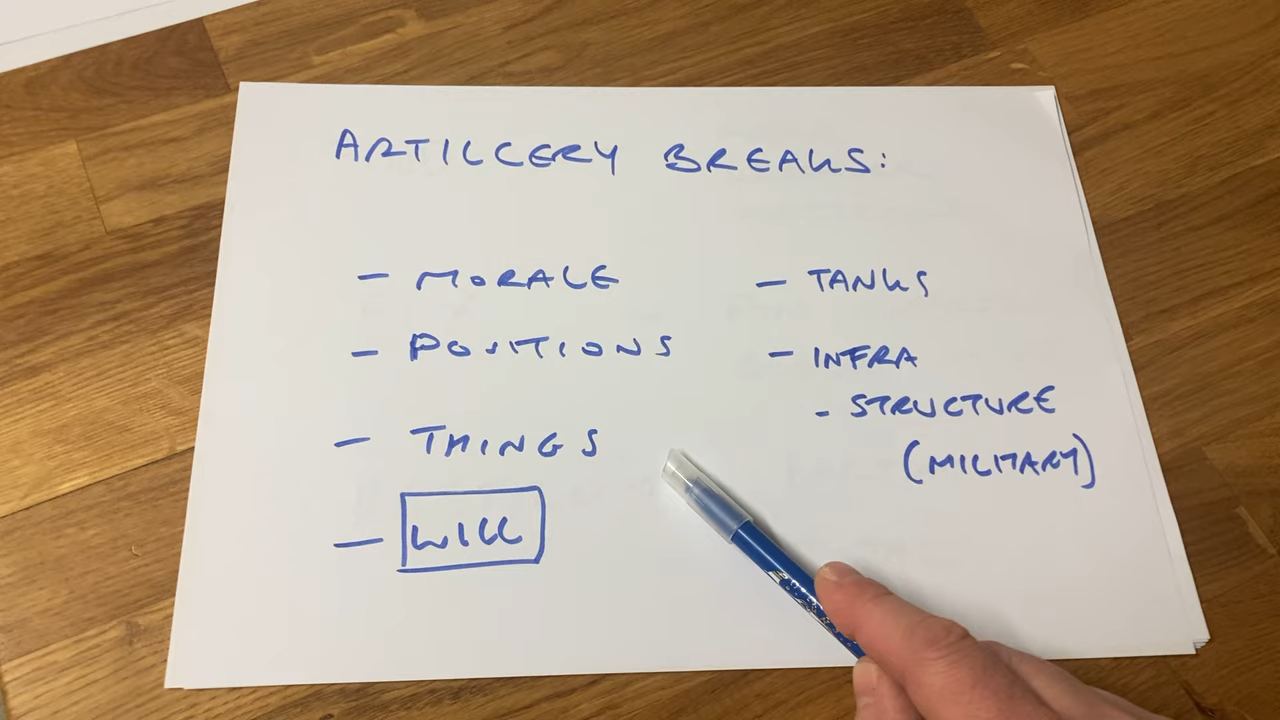 ARTILLERY BREAKS:
- MORALE
- POSITIONS
- THINGS
- WILL
- TANKS
- INFRA
- STRUCTURE
(MILITARY)